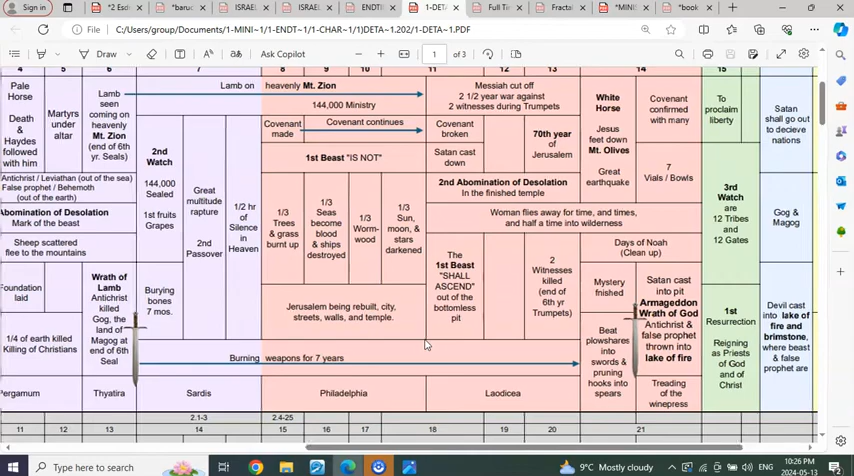 Sign in
*2 Esd
*baruc
ISRAEL
ISRAEL
ENDTI
1-DETA
Full Tir
Fractal
*MINIS
*book
C:/Users/group/Documents/1-MINI~1/1-ENDT~1/1-CHAR~1/1)DETA~1.202/1-DETA~1.PDF
Draw
Ask Copilot
1 of 3
4 5 6 7 8 9 10 11 12 13 14 15
Pale
Horse
Death
&
Haydes
followed
with him
Martyrs
under
altar
Lamb
seen
coming on
heavenly
Mt. Zion
(end of 6th
yr. Seals)
Lamb on heavenly Mt. Zion
144,000 Ministry
Messiah cut off
2 1/2 year war against
2 witnesses during Trumpets
White
Horse
Jesus
feet down
Mt. Olives
Great
earthquake
Covenant
confirmed
with many
7
Vials / Bowls
To
proclaim
liberty
Satan
shall go
out to
decieve
nations
Covenant
made
Covenant continues
Covenant
broken
Satan cast
down
70th year
of
Jerusalem
1st Beast "IS NOT"
2nd
Watch
144,000
Sealed
1st fruits
Grapes
Great
multitude
rapture
2nd
Passover
1/2 hr
of
Silence
in
Heaven
Antichrist / Leviathan (out of the sea)
False prophet / Behemoth
(out of the earth)
Abomination of Desolation
Mark of the beast
Sheep scattered
flee to the mountains
1/3
Trees
& grass
burnt up
1/3
Seas
become
blood
& ships
destroyed
1/3
Worm-
wood
1/3
Sun,
moon, &
stars
darkened
2nd Abomination of Desolation
In the finished temple
Woman flies away for time, and times,
and half a time into wilderness
3rd
Watch
are
12 Tribes
and
12 Gates
Gog &
Magog
Days of Noah
(Clean up)
The
1st Beast
"SHALL
ASCEND"
out of the
bottomless
pit
2
Witnesses
killed
(end of
6th yr
Trumpets)
Foundation
laid
Wrath of
Lamb
Antichrist
killed
Gog, the
land of
Magog at
end of 6th
Seal
Burying
bones
7 mos.
Mystery
fnished
Satan cast
into pit
Armageddon
Wrath of God
Antichrist &
false prophet
thrown into
lake of fire
Jerusalem being rebuilt, city,
streets, walls, and temple.
1/4 of earth killed
Killing of Christians
Beat
plowshares
into
swords &
pruning
hooks into
spears
1st
Resurrection
Reigning
as Priests
of God
and of
Christ
Devil cast
into lake of
fire and
brimstone,
where beast
& false
prophet are
Burning weapons for 7 years
Pergamum
Thyatira
Sardis
Philadelphia
Laodicea
Treading of
the
winepress
2.1-3
2.4-25
11 12 13 14 15 16 17 18 19 20 21
Type here to search
9°C Mostly cloudy
10:26 PM
2024-05-13